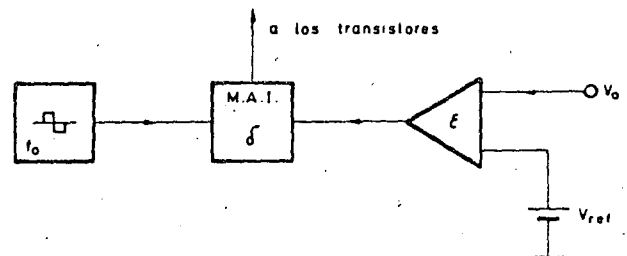 a los transistores
M.A.I.
δ
f₀
ε
V₀
V_ref